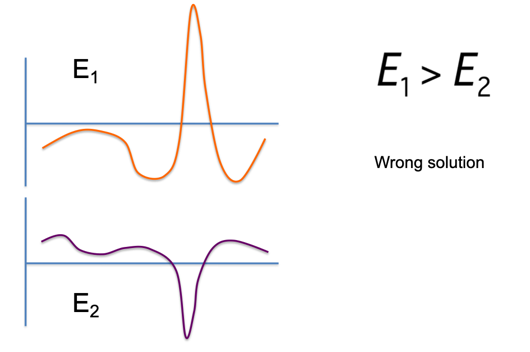 E₁
E₁ > E₂
Wrong solution
E₂